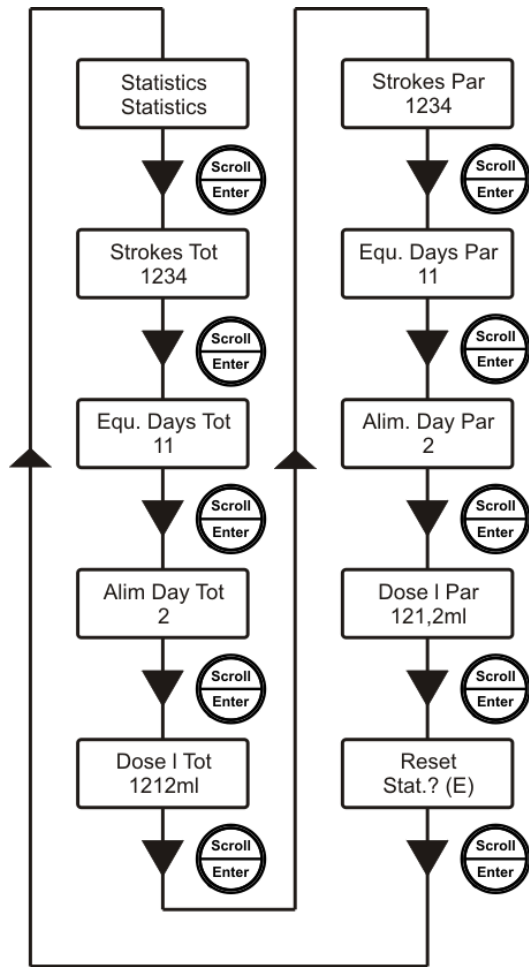 Statistics
Statistics
Scroll
Enter
Strokes Tot
1234
Scroll
Enter
Equ. Days Tot
11
Scroll
Enter
Alim Day Tot
2
Scroll
Enter
Dose l Tot
1212ml
Scroll
Enter
Strokes Par
1234
Scroll
Enter
Equ. Days Par
11
Scroll
Enter
Alim. Day Par
2
Scroll
Enter
Dose l Par
121,2ml
Scroll
Enter
Reset
Stat.? (E)
Scroll
Enter